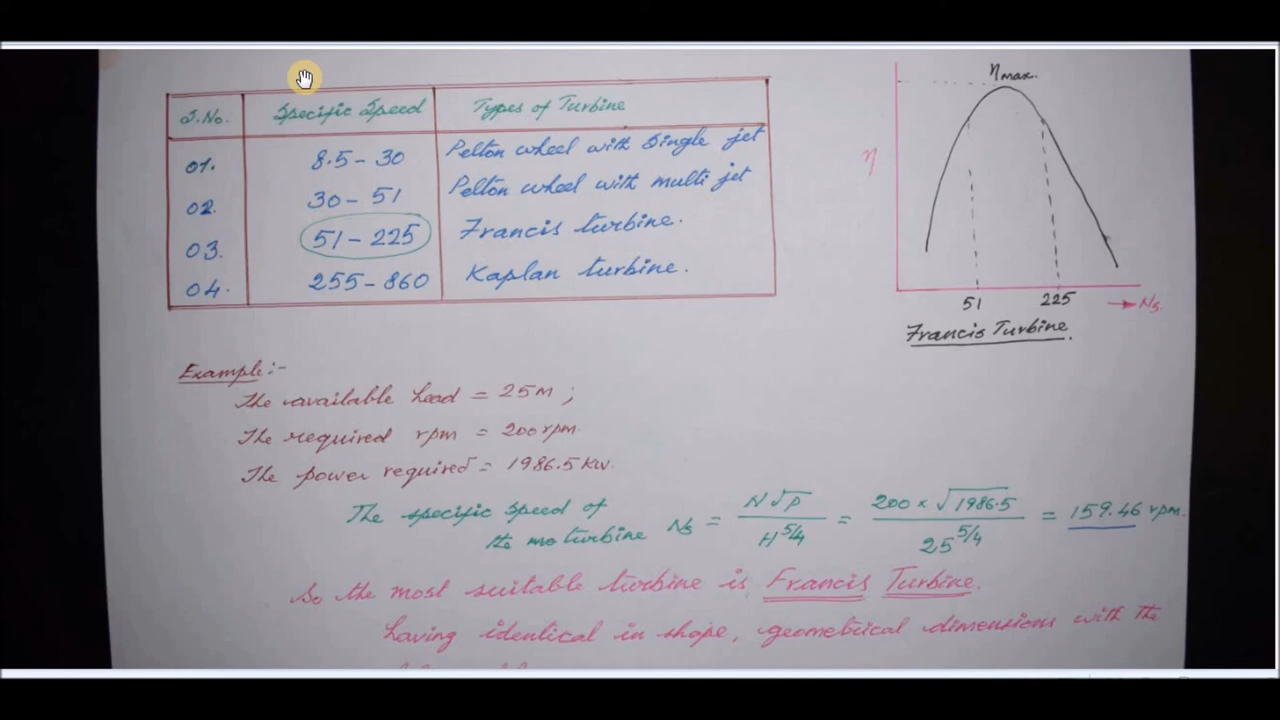 S.No. Specific Speed Types of Turbine
01. 8.5 - 30 Pelton wheel with Single jet
02. 30 - 51 Pelton wheel with multi jet
03. 51 - 225 Francis turbine.
04. 255 - 860 Kaplan turbine.
ηmax.
η
51 225 → Ns
Francis Turbine.
Example:-
The available head = 25M ;
The required rpm = 200 rpm.
The power required = 1986.5 kw.
The specific speed of
the moturbine Ns = N√P / H^5/4 = 200 × √1986.5 / 25^5/4 = 159.46 rpm.
So the most suitable turbine is Francis Turbine.
having identical in shape, geometrical dimensions with the